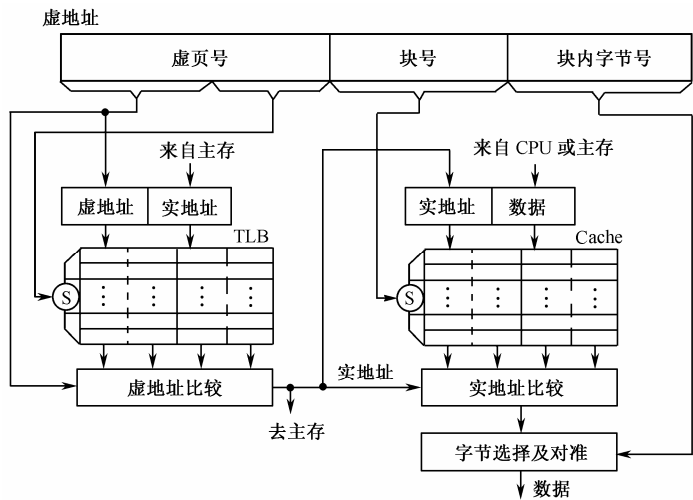 虚地址
虚页号 块号 块内字节号
来自主存 来自 CPU 或主存
虚地址 实地址 实地址 数据
TLB Cache
S S
虚地址比较 实地址 实地址比较
去主存
字节选择及对准
数据